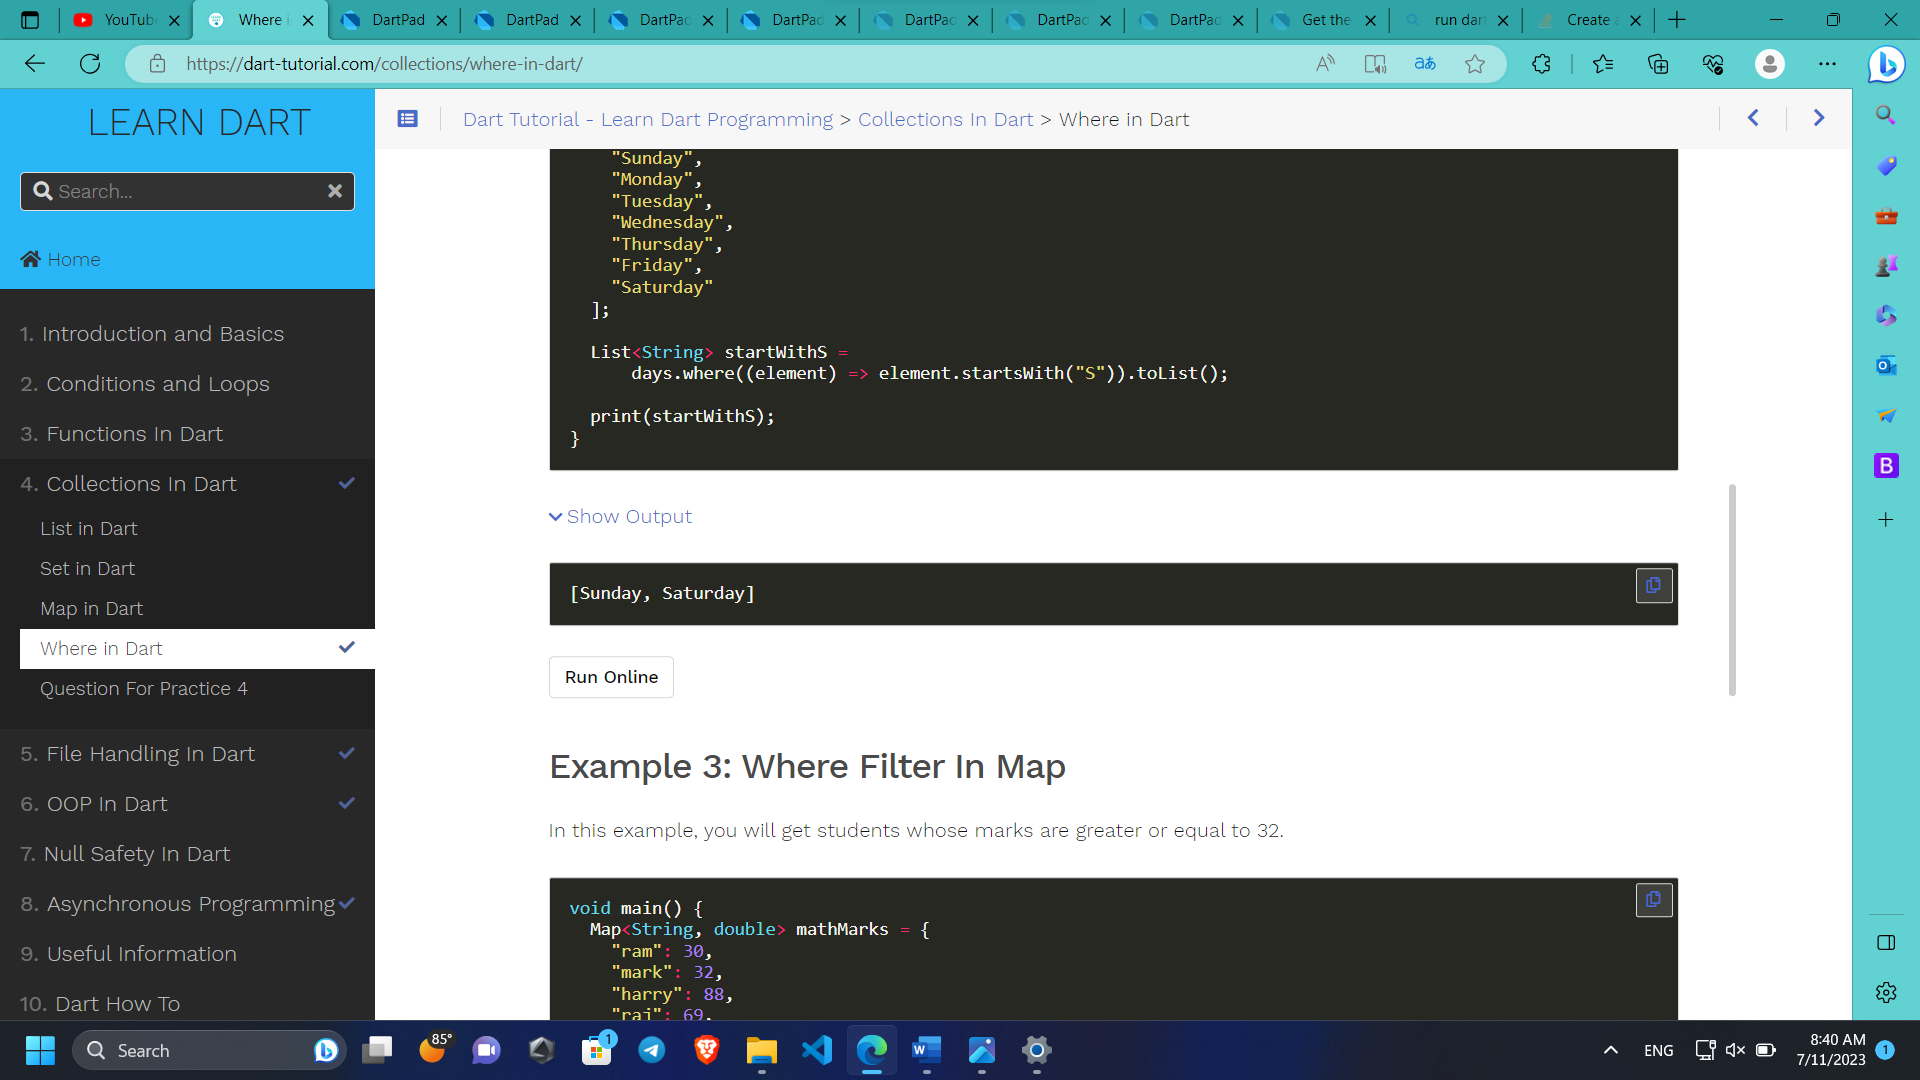 YouTube
Where i
DartPad
DartPad
DartPad
DartPad
DartPad
DartPad
DartPad
Get the
run dar
Create a
https://dart-tutorial.com/collections/where-in-dart/
LEARN DART
Search...
Home
1. Introduction and Basics
2. Conditions and Loops
3. Functions In Dart
4. Collections In Dart
List in Dart
Set in Dart
Map in Dart
Where in Dart
Question For Practice 4
5. File Handling In Dart
6. OOP In Dart
7. Null Safety In Dart
8. Asynchronous Programming
9. Useful Information
10. Dart How To
Dart Tutorial - Learn Dart Programming > Collections In Dart > Where in Dart
"Sunday",
"Monday",
"Tuesday",
"Wednesday",
"Thursday",
"Friday",
"Saturday"
];
List<String> startWithS =
days.where((element) => element.startsWith("S")).toList();
print(startWithS);
}
Show Output
[Sunday, Saturday]
Run Online
Example 3: Where Filter In Map
In this example, you will get students whose marks are greater or equal to 32.
void main() {
Map<String, double> mathMarks = {
"ram": 30,
"mark": 32,
"harry": 88,
"raj": 69,
Search
85°
1
ENG
8:40 AM
7/11/2023
1